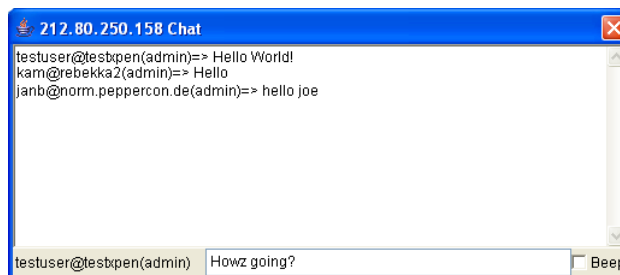 212.80.250.158 Chat
testuser@testxpen(admin)=> Hello World!
kam@rebekka2(admin)=> Hello
janb@norm.peppercon.de(admin)=> hello joe
testuser@testxpen(admin) Howz going? Beep